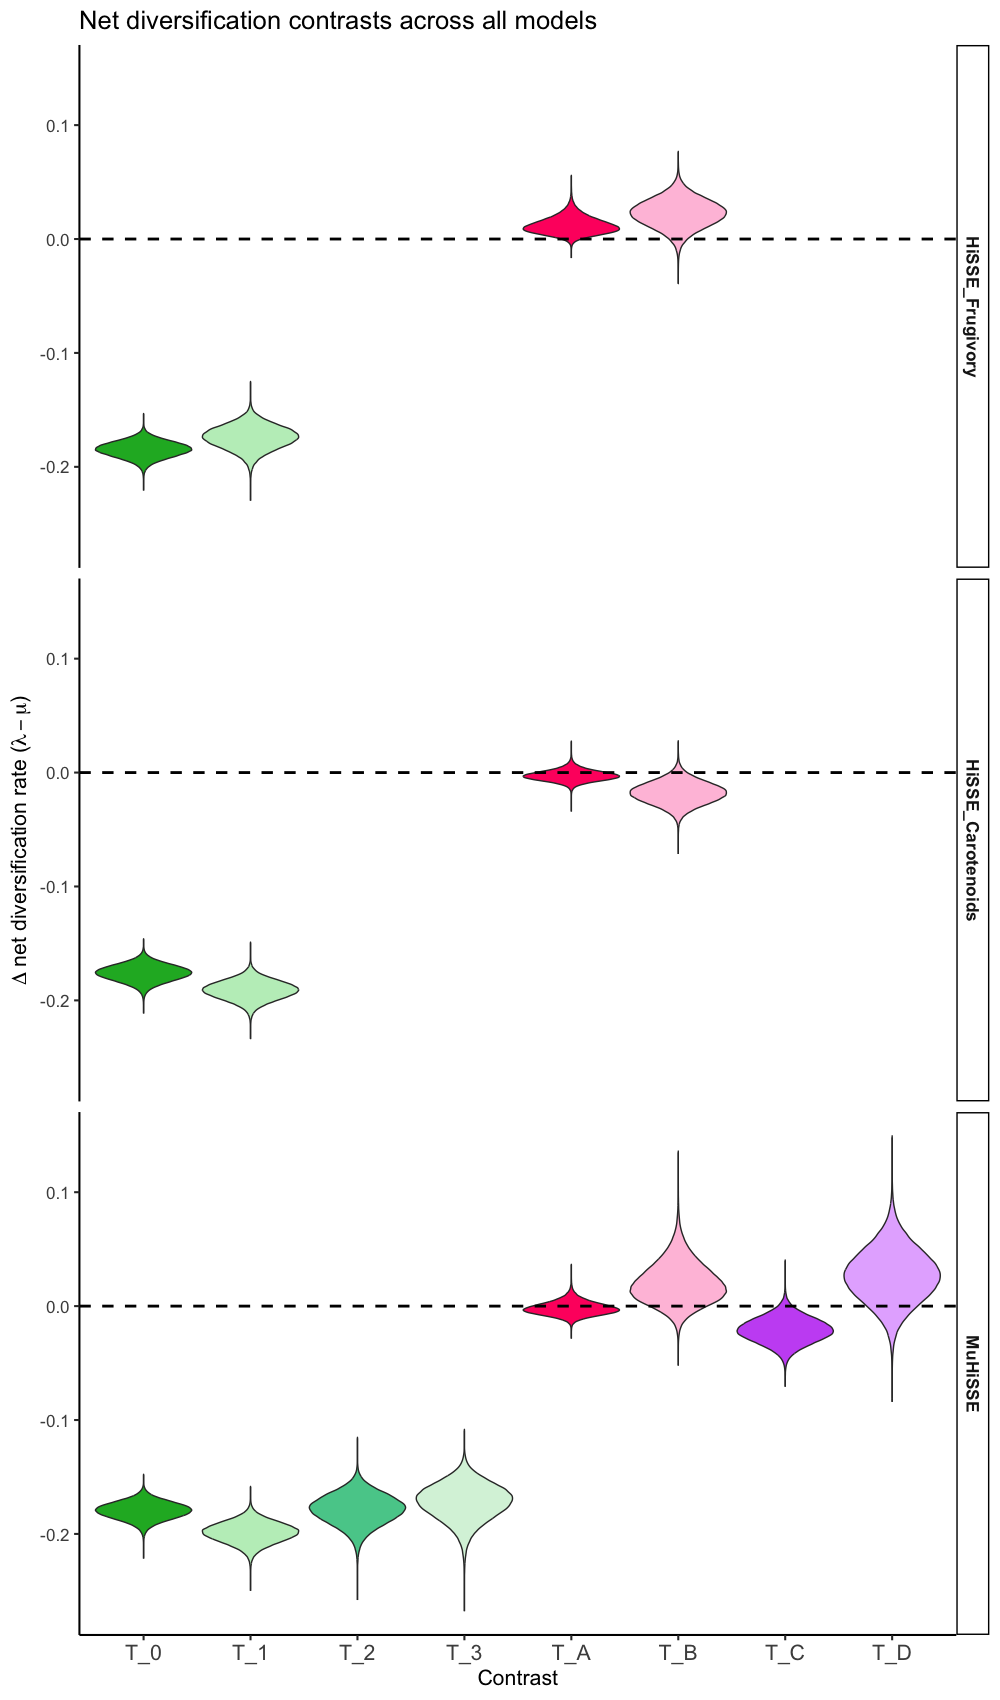 Net diversification contrasts across all models
Δ net diversification rate (λ − μ)
0.1
0.0
-0.1
-0.2
HiSSE_Frugivory
0.1
0.0
-0.1
-0.2
HiSSE_Carotenoids
0.1
0.0
-0.1
-0.2
MuHiSSE
T_0 T_1 T_2 T_3 T_A T_B T_C T_D
Contrast